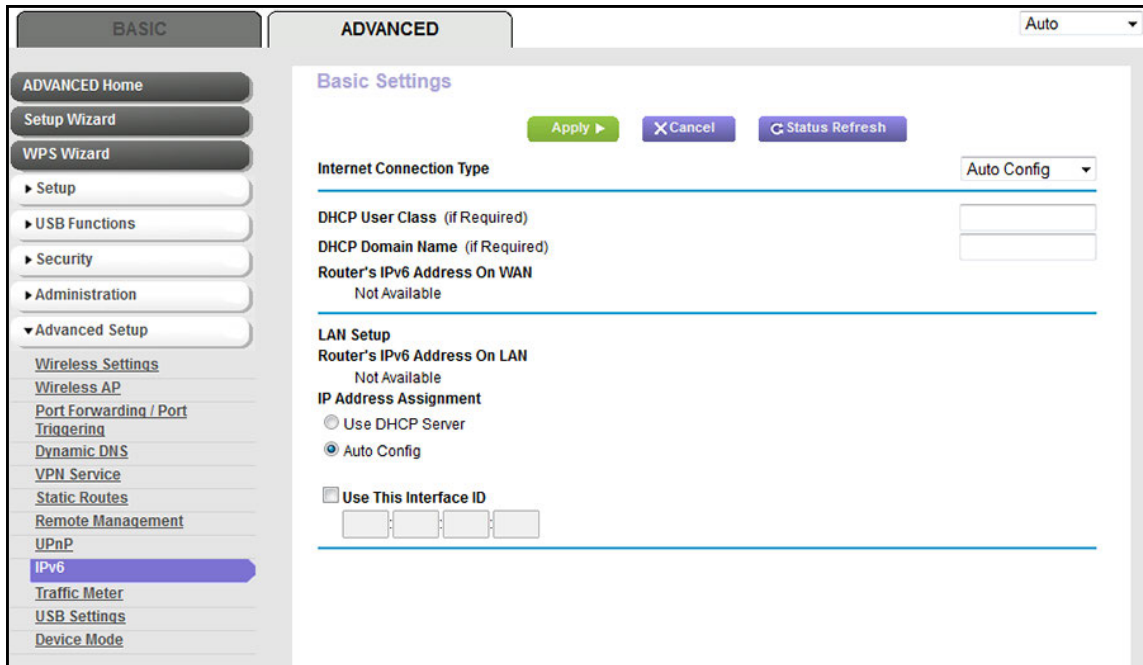 BASIC
ADVANCED
Auto
ADVANCED Home
Setup Wizard
WPS Wizard
Setup
USB Functions
Security
Administration
Advanced Setup
Wireless Settings
Wireless AP
Port Forwarding / Port
Triggering
Dynamic DNS
VPN Service
Static Routes
Remote Management
UPnP
IPv6
Traffic Meter
USB Settings
Device Mode
Basic Settings
Apply
Cancel
Status Refresh
Internet Connection Type
Auto Config
DHCP User Class (if Required)
DHCP Domain Name (if Required)
Router's IPv6 Address On WAN
Not Available
LAN Setup
Router's IPv6 Address On LAN
Not Available
IP Address Assignment
Use DHCP Server
Auto Config
Use This Interface ID
: : :